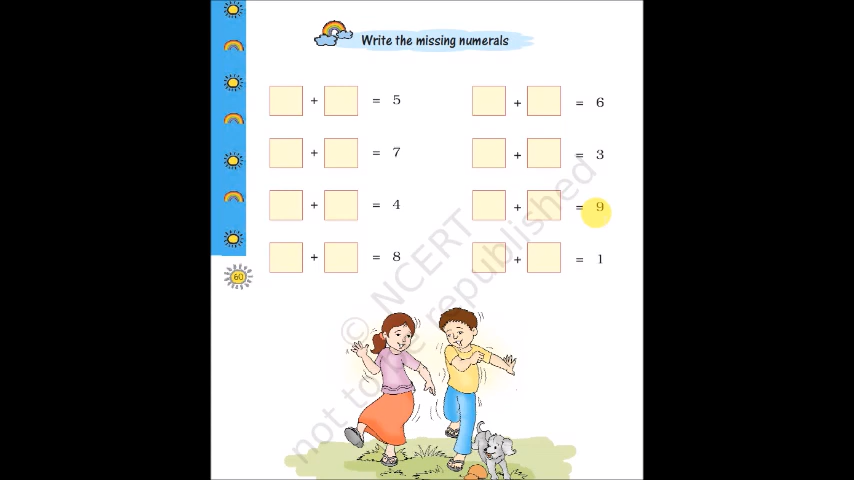 Write the missing numerals
+ = 5
+ = 6
+ = 7
+ = 3
+ = 4
+ = 9
+ = 8
+ = 1
60
© NCERT
not to be republished